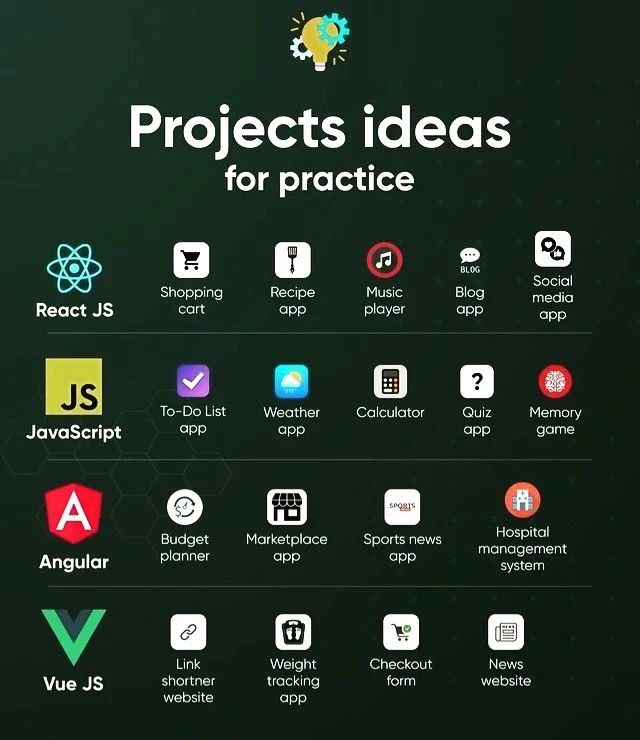 Projects ideas
for practice
React JS
Shopping
cart
Recipe
app
Music
player
BLOG
Blog
app
Social
media
app
JS
JavaScript
To-Do List
app
Weather
app
Calculator
?
Quiz
app
Memory
game
A
Angular
Budget
planner
Marketplace
app
SPORTS
NEWS
Sports news
app
Hospital
management
system
Vue JS
Link
shortner
website
Weight
tracking
app
Checkout
form
NEWS
News
website